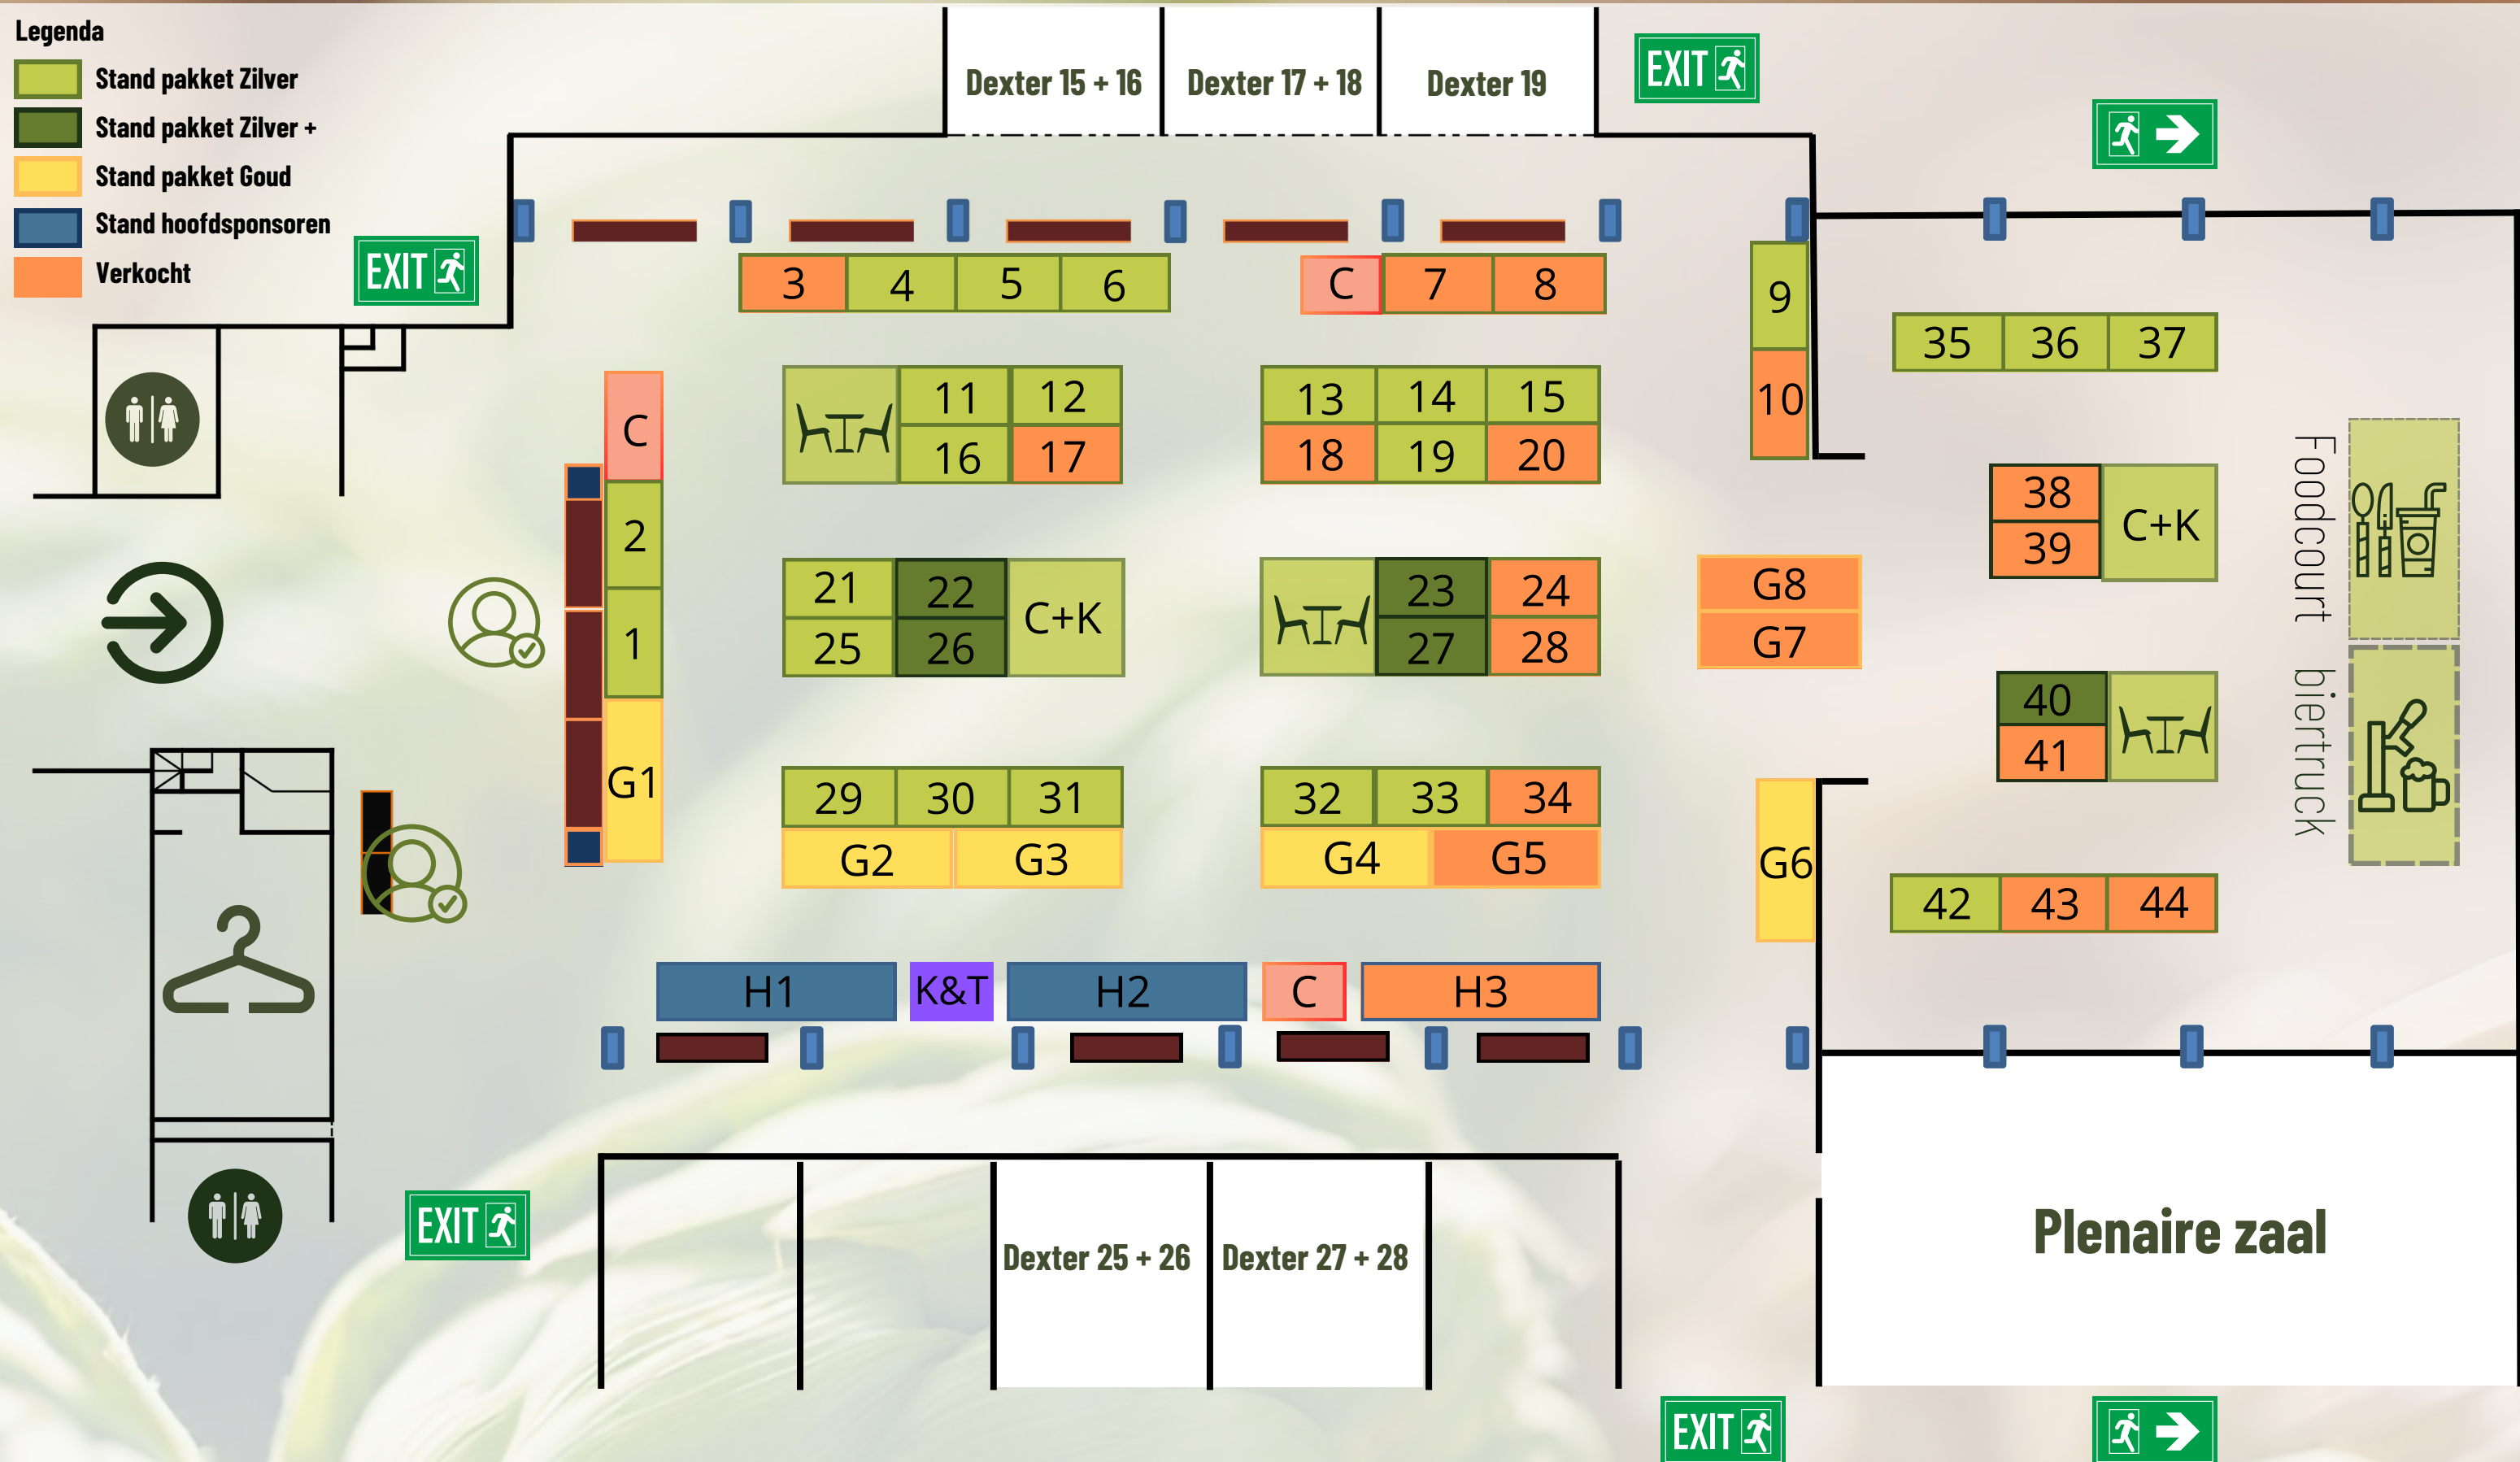 Legenda
Stand pakket Zilver
Stand pakket Zilver +
Stand pakket Goud
Stand hoofdsponsoren
Verkocht
EXIT
Dexter 15 + 16
Dexter 17 + 18
Dexter 19
EXIT
3 4 5 6
C 7 8
9
10
35 36 37
C
2
1
G1
11 12
16 17
13 14 15
18 19 20
38
39
C+K
21 22
25 26
C+K
23 24
27 28
G8
G7
40
41
Foodcourt
biertruck
29 30 31
G2 G3
32 33 34
G4 G5
G6
42 43 44
H1 K&T H2 C H3
EXIT
Dexter 25 + 26
Dexter 27 + 28
Plenaire zaal
EXIT